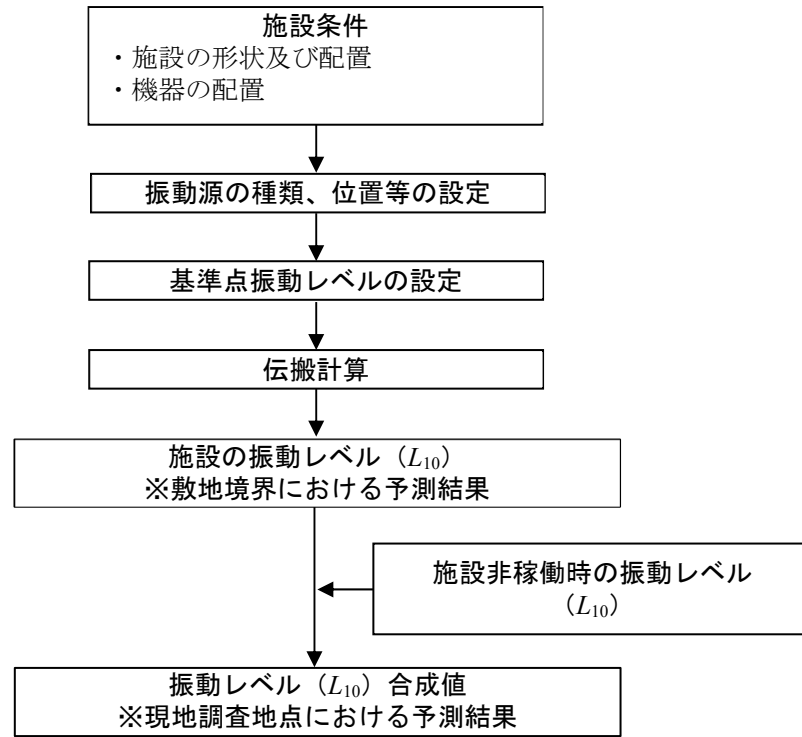 施設条件
・施設の形状及び配置
・機器の配置
振動源の種類、位置等の設定
基準点振動レベルの設定
伝搬計算
施設の振動レベル（L10）
※敷地境界における予測結果
施設非稼働時の振動レベル
（L10）
振動レベル（L10）合成値
※現地調査地点における予測結果